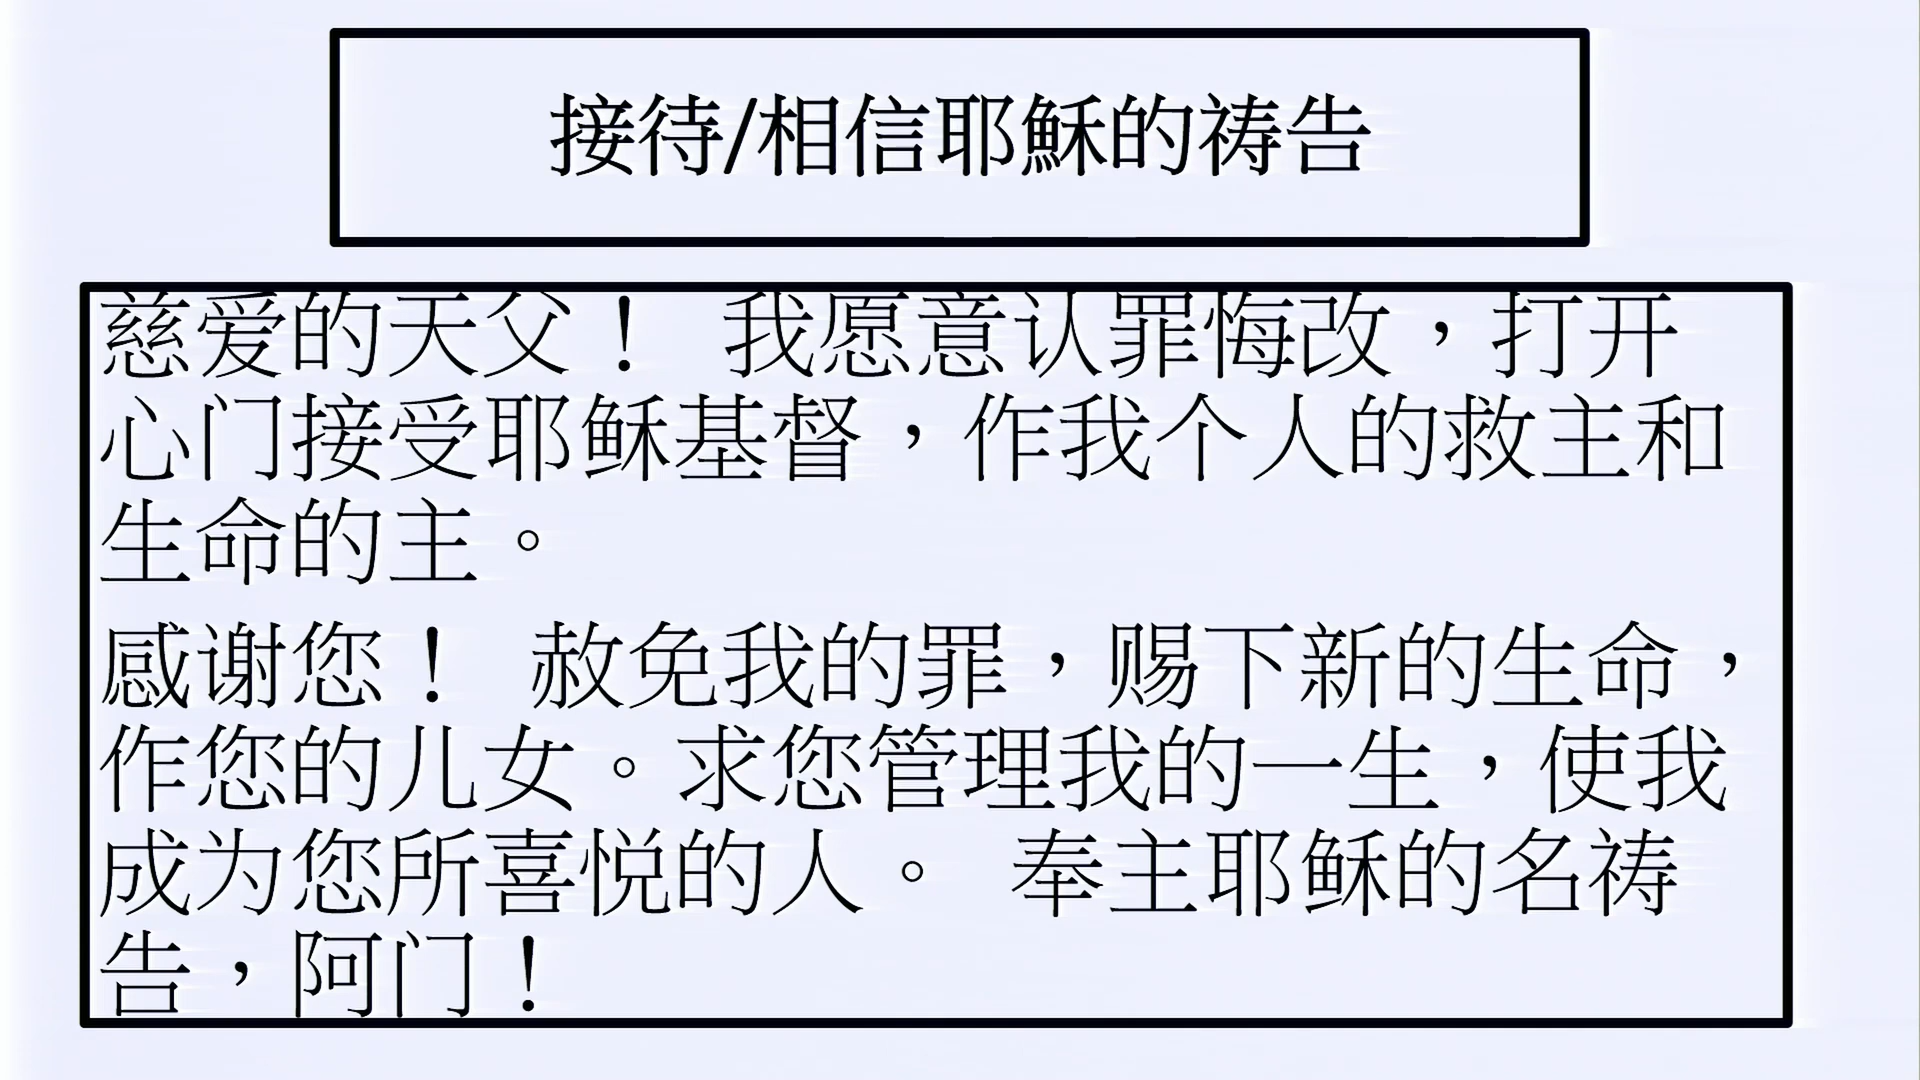 接待/相信耶穌的祷告
慈爱的天父！ 我愿意认罪悔改，打开
心门接受耶稣基督，作我个人的救主和
生命的主。
感谢您！ 赦免我的罪，赐下新的生命，
作您的儿女。求您管理我的一生，使我
成为您所喜悦的人。 奉主耶稣的名祷
告，阿门！